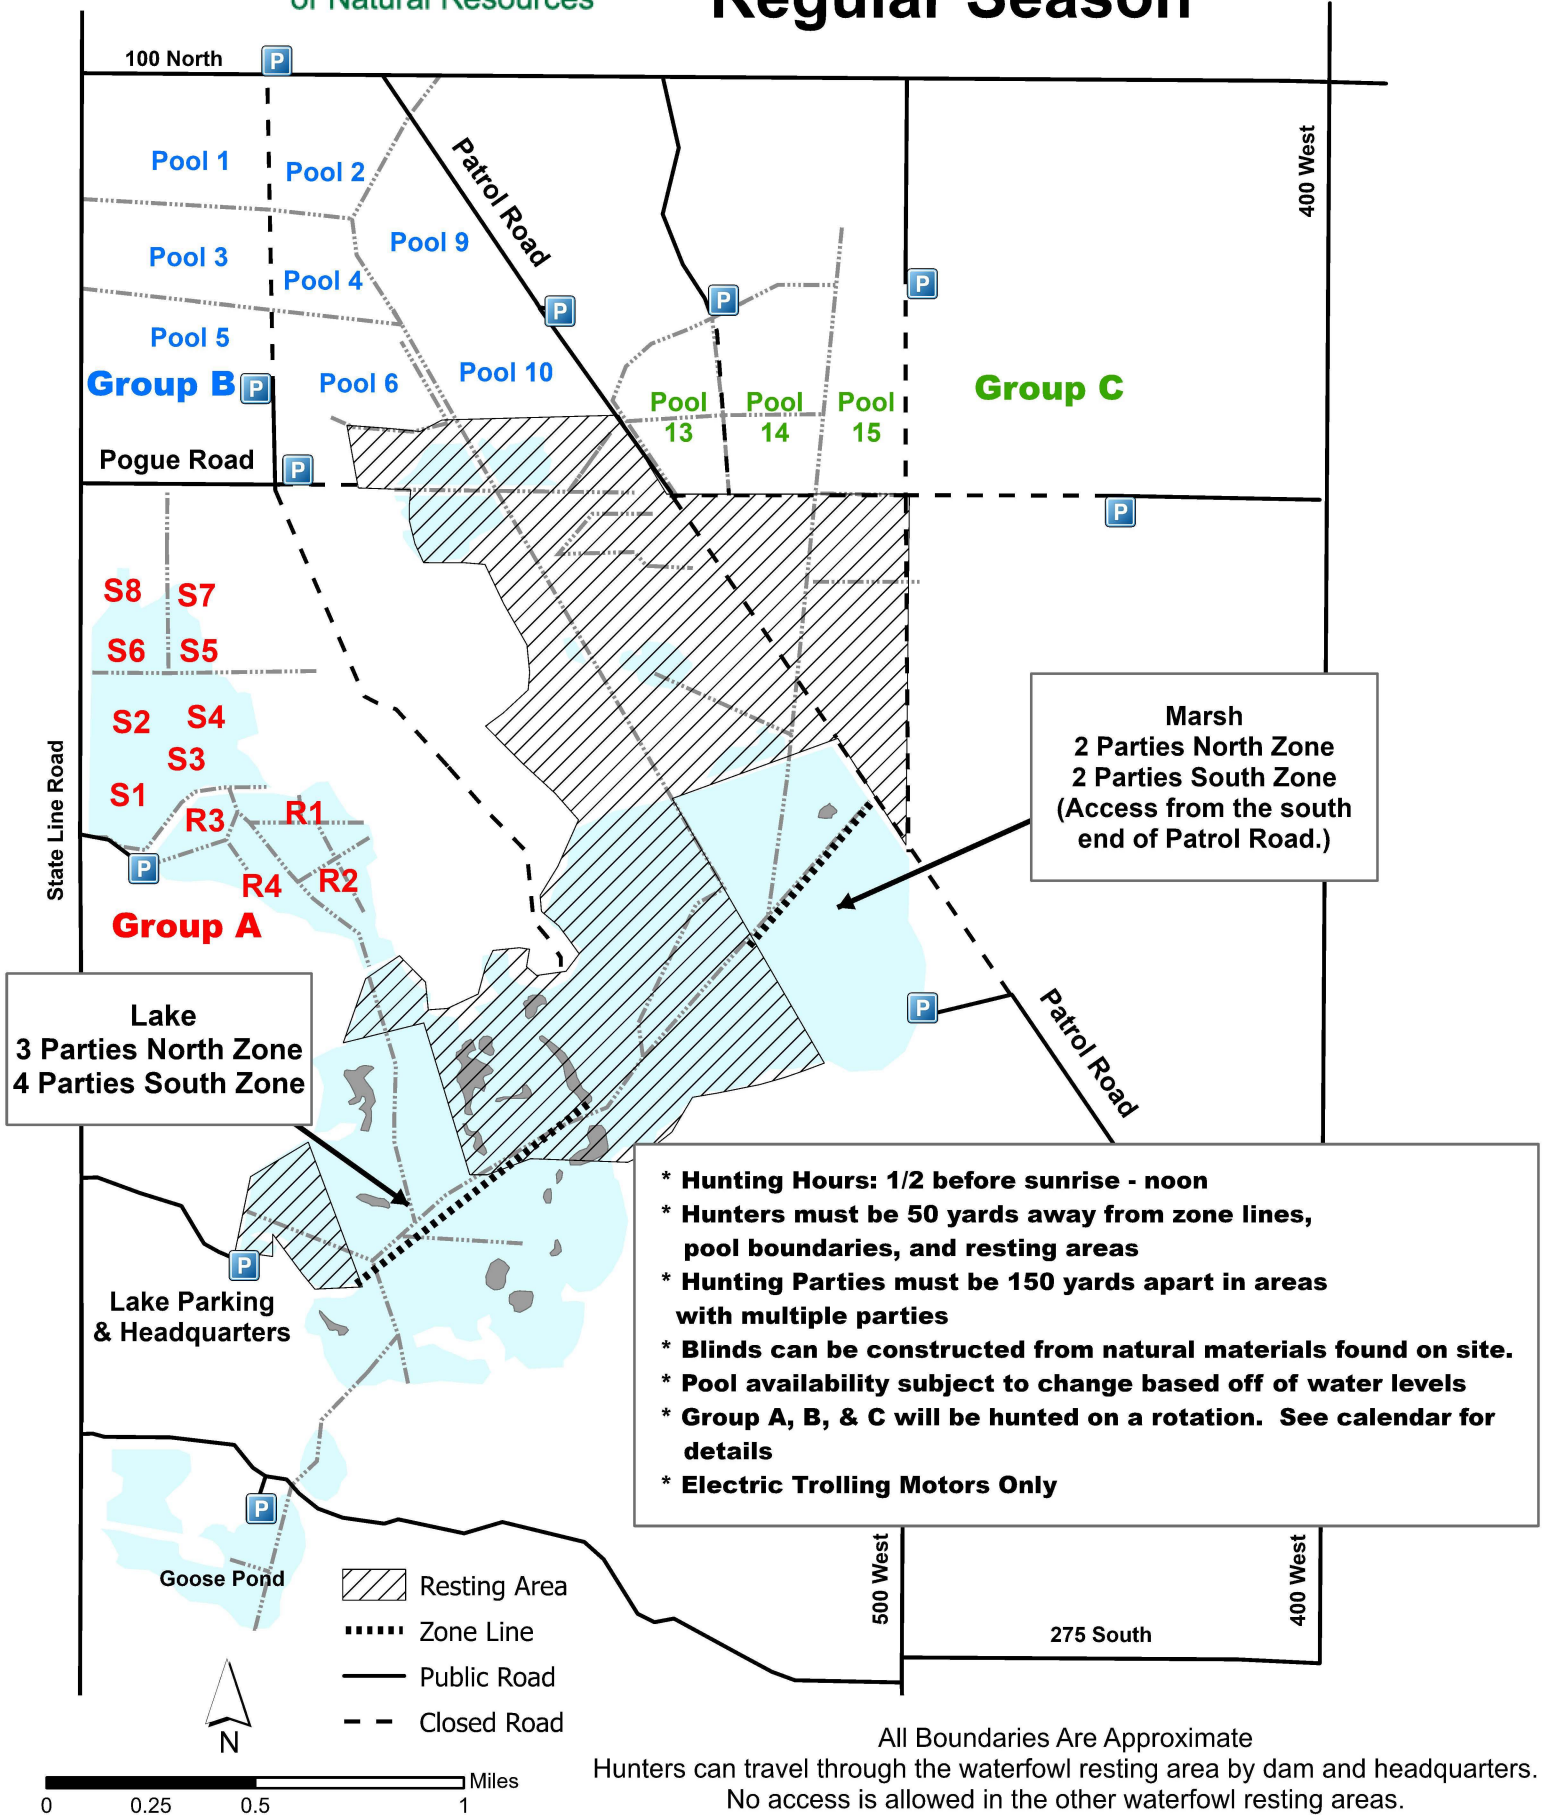 of Natural Resources
Regular Season
100 North
P
Pool 1
Pool 2
Patrol Road
400 West
Pool 9
Pool 3
Pool 4
P
P
P
Pool 5
Pool 10
Group B
P
Pool 6
Group C
Pool
13
Pool
14
Pool
15
Pogue Road
P
P
S8
S7
S6
S5
S2
S4
S3
S1
R3
R1
State Line Road
P
R4
R2
Group A
Marsh
2 Parties North Zone
2 Parties South Zone
(Access from the south
end of Patrol Road.)
P
Patrol Road
Lake
3 Parties North Zone
4 Parties South Zone
P
Lake Parking
& Headquarters
* Hunting Hours: 1/2 before sunrise - noon
* Hunters must be 50 yards away from zone lines,
pool boundaries, and resting areas
* Hunting Parties must be 150 yards apart in areas
with multiple parties
* Blinds can be constructed from natural materials found on site.
* Pool availability subject to change based off of water levels
* Group A, B, & C will be hunted on a rotation.  See calendar for
details
* Electric Trolling Motors Only
P
Goose Pond
500 West
400 West
275 South
Resting Area
Zone Line
Public Road
Closed Road
N
Miles
0 0.25 0.5 1
All Boundaries Are Approximate
Hunters can travel through the waterfowl resting area by dam and headquarters.
No access is allowed in the other waterfowl resting areas.